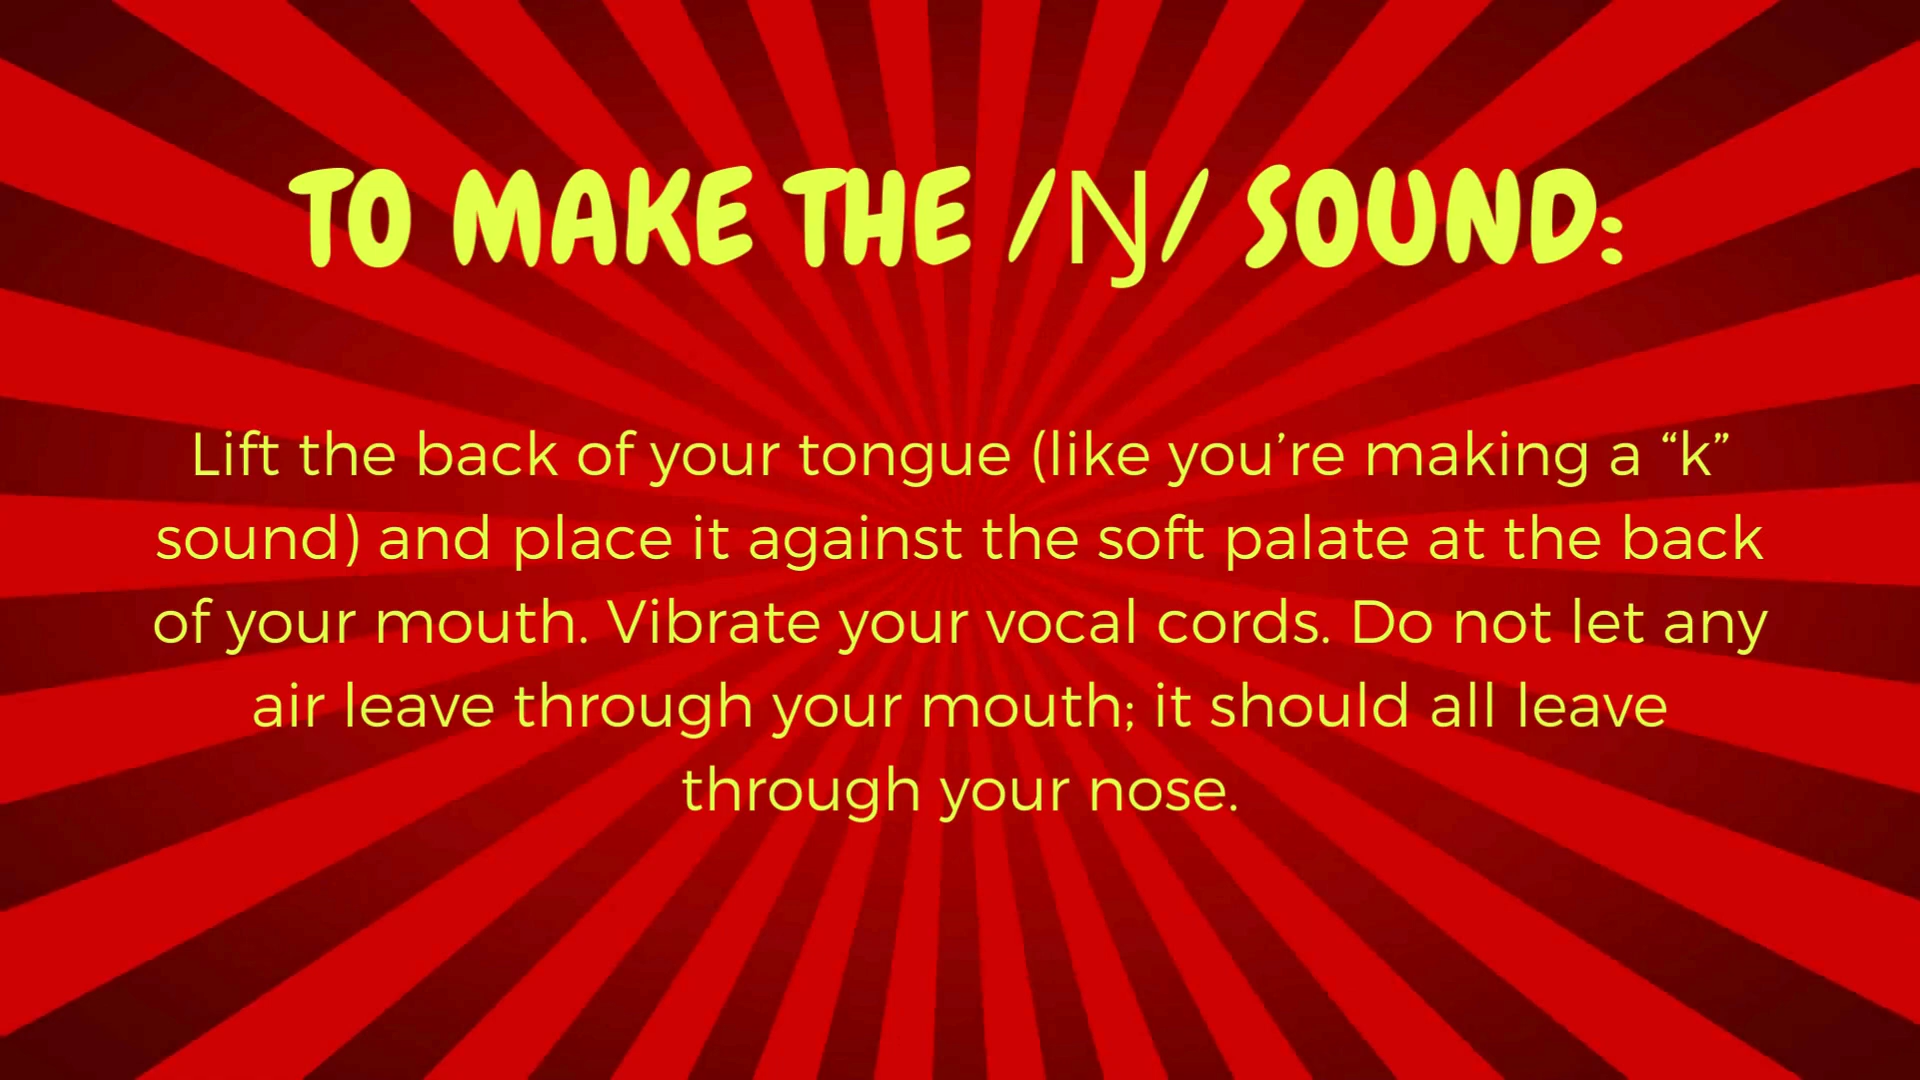 TO MAKE THE /Ŋ/ SOUND:
Lift the back of your tongue (like you’re making a “k”
sound) and place it against the soft palate at the back
of your mouth. Vibrate your vocal cords. Do not let any
air leave through your mouth; it should all leave
through your nose.